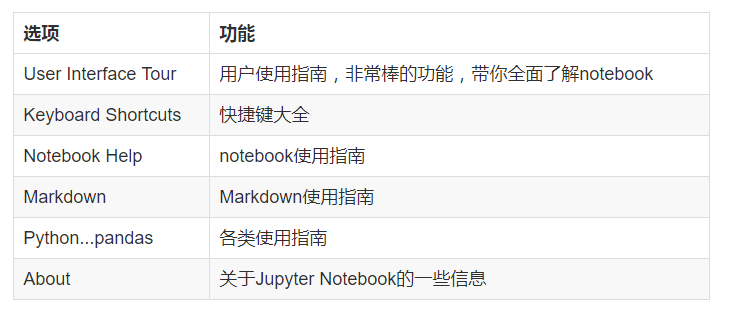 选项 功能
User Interface Tour 用户使用指南，非常棒的功能，带你全面了解notebook
Keyboard Shortcuts 快捷键大全
Notebook Help notebook使用指南
Markdown Markdown使用指南
Python...pandas 各类使用指南
About 关于Jupyter Notebook的一些信息